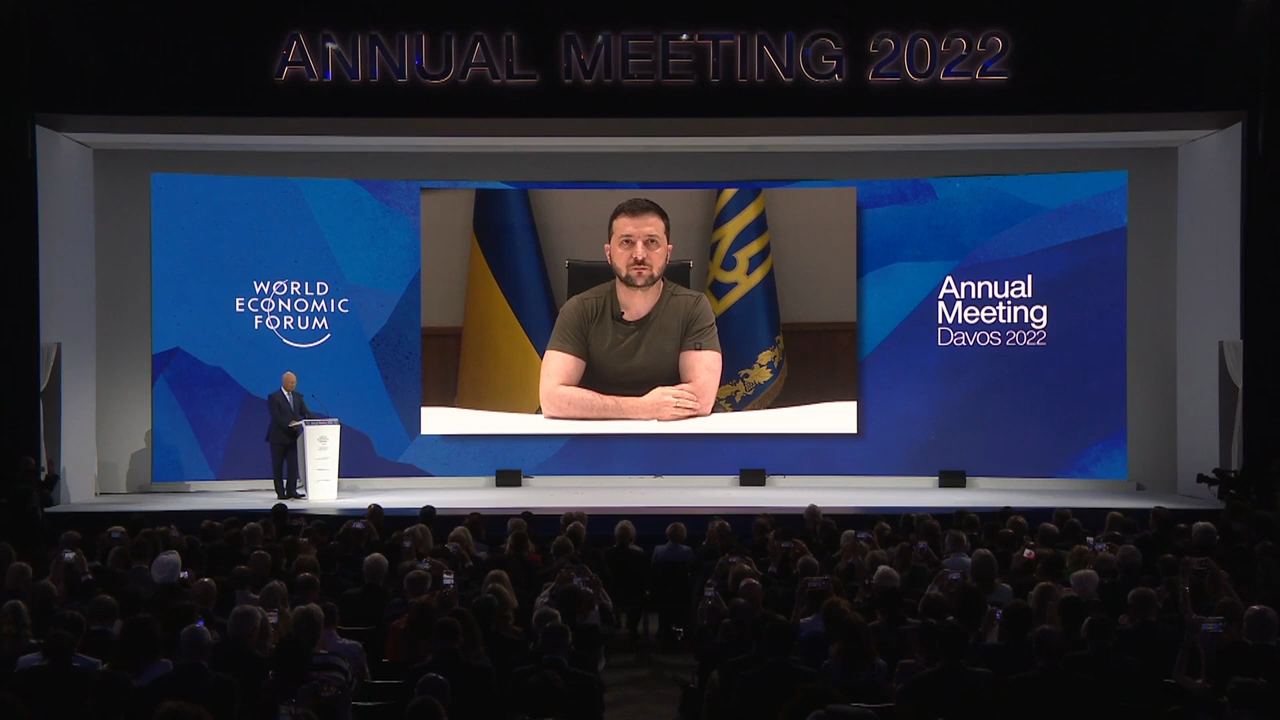 ANNUAL MEETING 2022
WORLD
ECONOMIC
FORUM
Annual
Meeting
Davos 2022